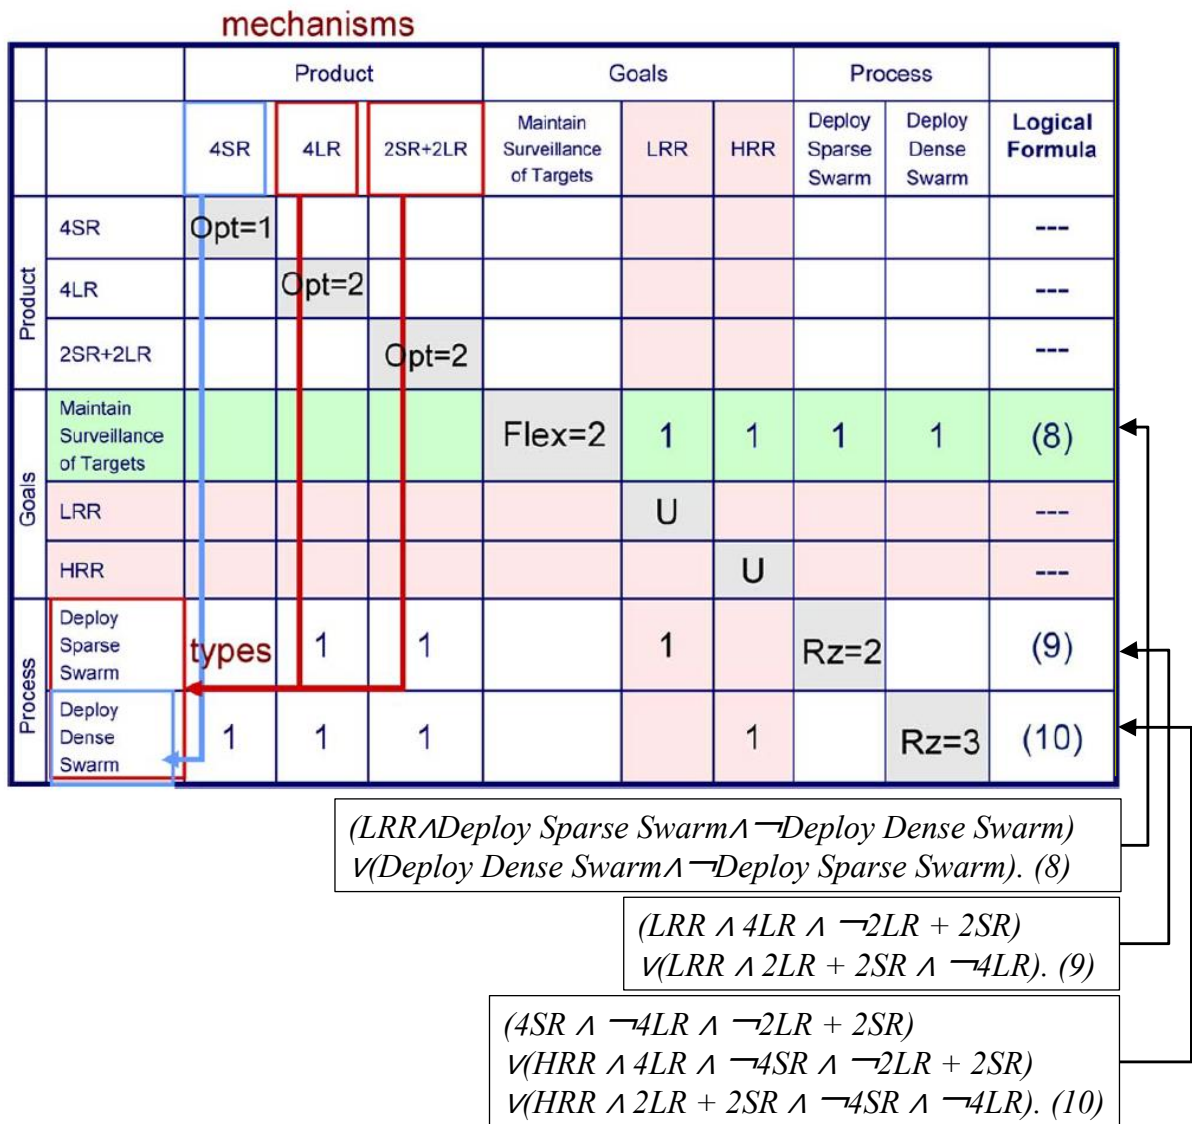 mechanisms
Product Goals Process
4SR 4LR 2SR+2LR Maintain Surveillance of Targets LRR HRR Deploy Sparse Swarm Deploy Dense Swarm Logical Formula
Product
4SR Opt=1 ---
4LR Opt=2 ---
2SR+2LR Opt=2 ---
Goals
Maintain Surveillance of Targets Flex=2 1 1 1 1 (8)
LRR U ---
HRR U ---
Process
Deploy Sparse Swarm types 1 1 1 Rz=2 (9)
Deploy Dense Swarm 1 1 1 1 Rz=3 (10)
(LRR∧Deploy Sparse Swarm∧¬Deploy Dense Swarm)
∨(Deploy Dense Swarm∧¬Deploy Sparse Swarm). (8)
(LRR ∧ 4LR ∧ ¬2LR + 2SR)
∨(LRR ∧ 2LR + 2SR ∧ ¬4LR). (9)
(4SR ∧ ¬4LR ∧ ¬2LR + 2SR)
∨(HRR ∧ 4LR ∧ ¬4SR ∧ ¬2LR + 2SR)
∨(HRR ∧ 2LR + 2SR ∧ ¬4SR ∧ ¬4LR). (10)